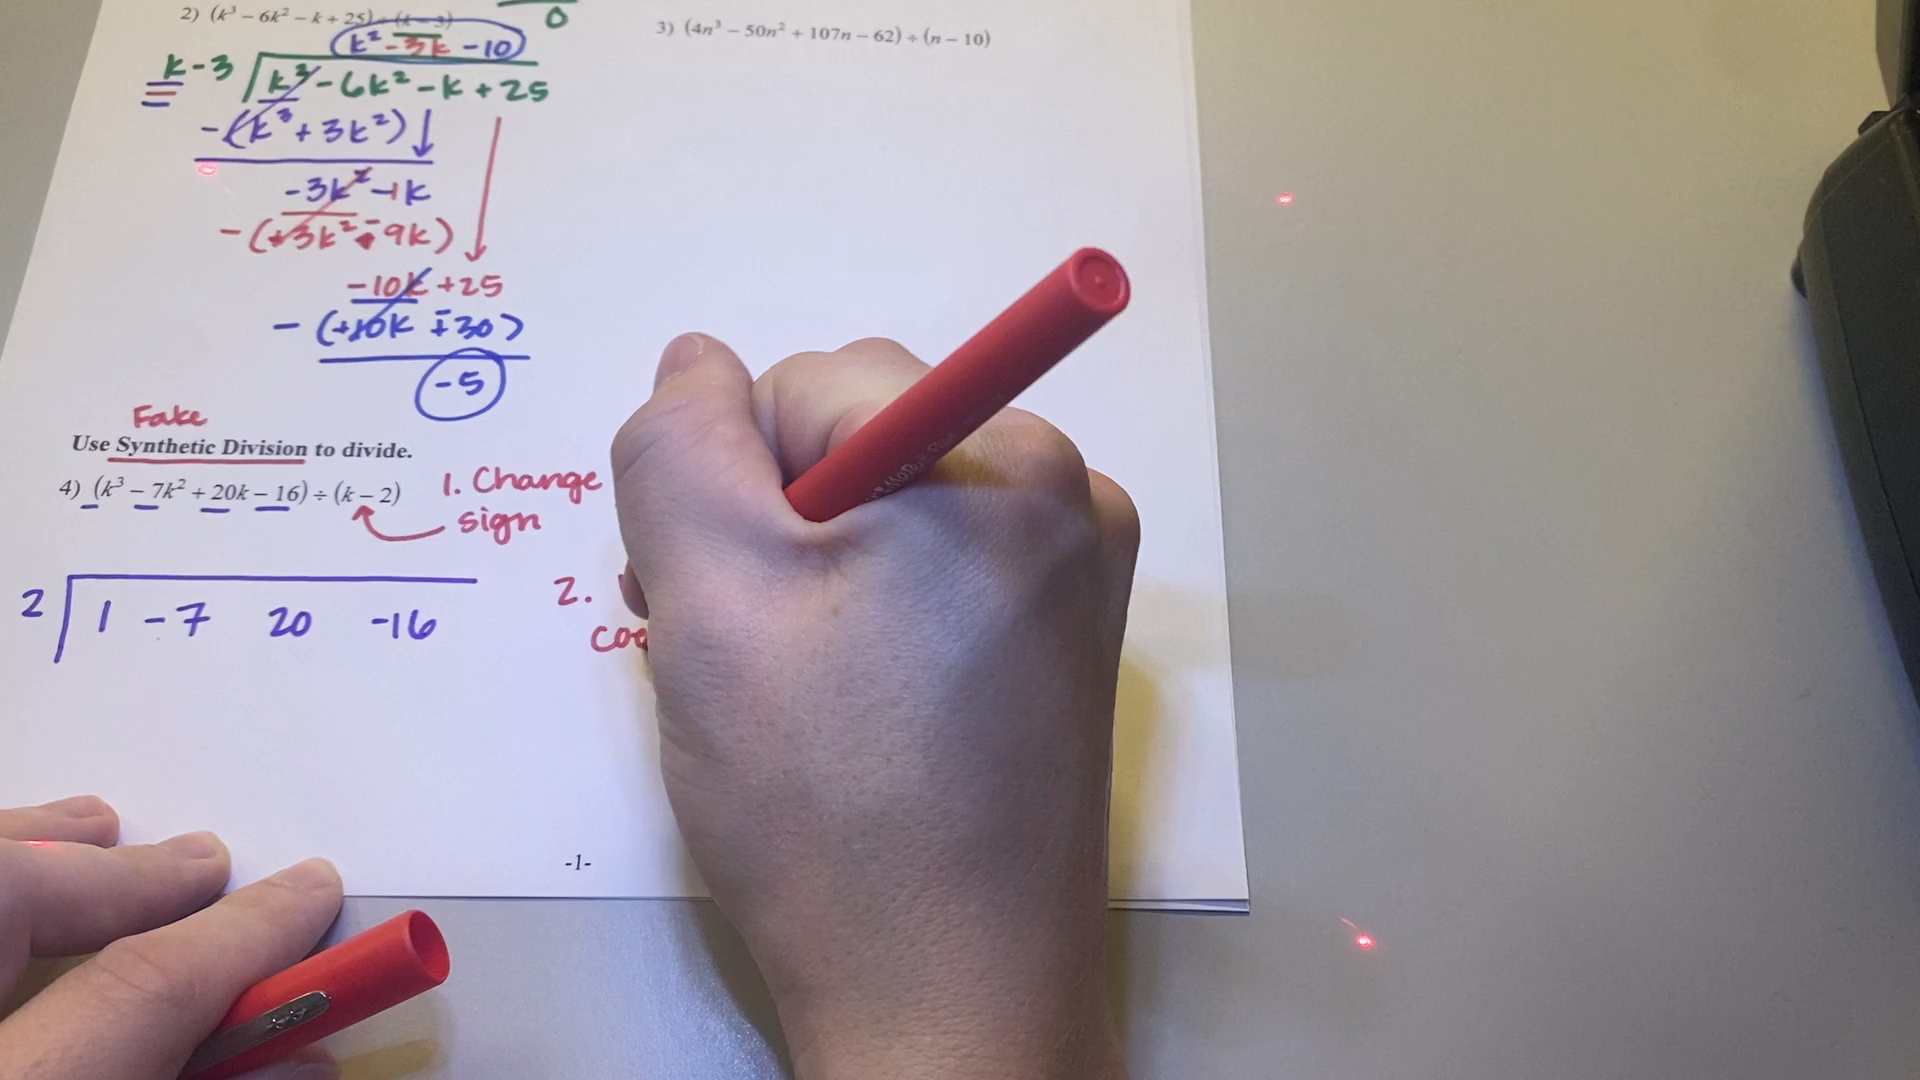 2) (k³ − 6k² − k + 25) ÷ (k − 3)
0
3) (4n³ − 50n² + 107n − 62) ÷ (n − 10)
k² -3k -10
k-3 k³ -6k² -k +25
-(k³ + 3k²)
-3k² -1k
-(+3k² - 9k)
-10k +25
-(+10k - 30)
-5
Fake
Use Synthetic Division to divide.
4) (k³ − 7k² + 20k − 16) ÷ (k − 2)
1. Change
sign
2 1 -7 20 -16
2.
-1-